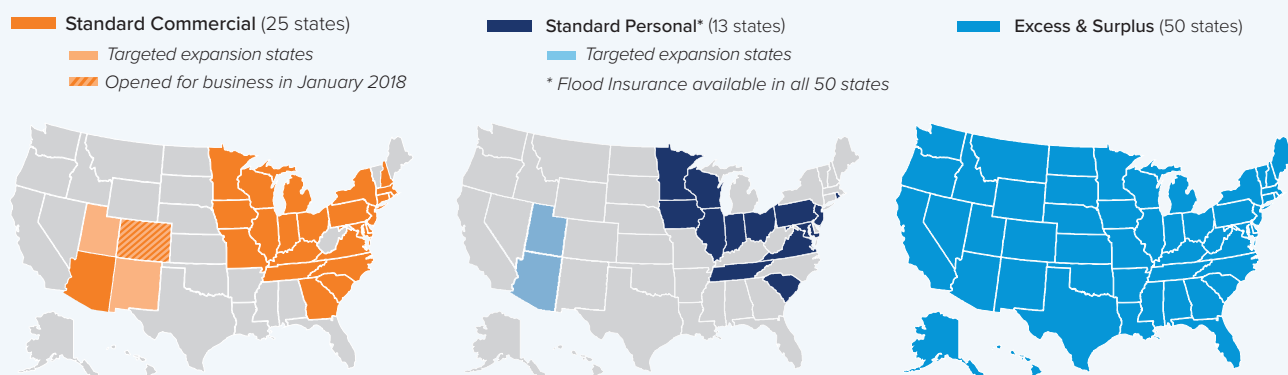 Standard Commercial (25 states)
Targeted expansion states
Opened for business in January 2018
Standard Personal* (13 states)
Targeted expansion states
* Flood Insurance available in all 50 states
Excess & Surplus (50 states)